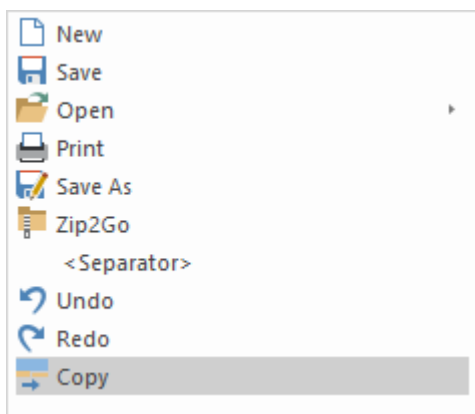 New
Save
Open
Print
Save As
Zip2Go
<Separator>
Undo
Redo
Copy